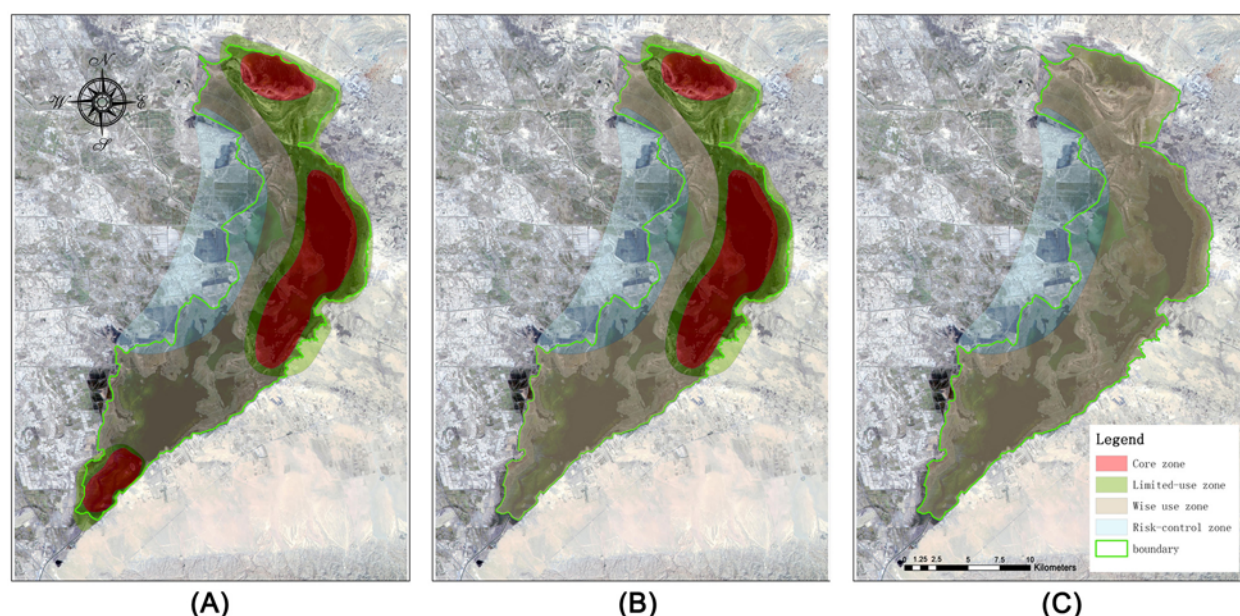 N
W E
S
Legend
Core zone
Limited-use zone
Wise use zone
Risk-control zone
boundary
0 1.25 2.5 5 7.5 10
Kilometers
(A) (B) (C)